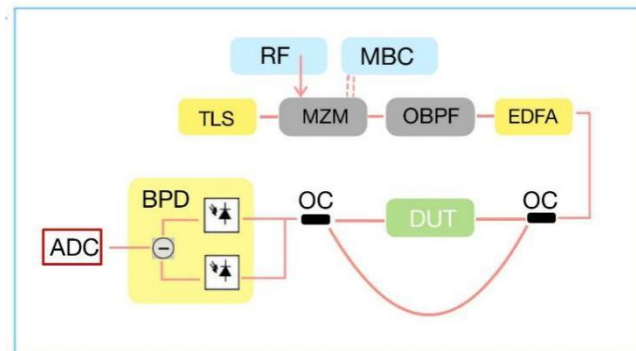 RF
MBC
TLS
MZM
OBPF
EDFA
BPD
OC
DUT
OC
ADC